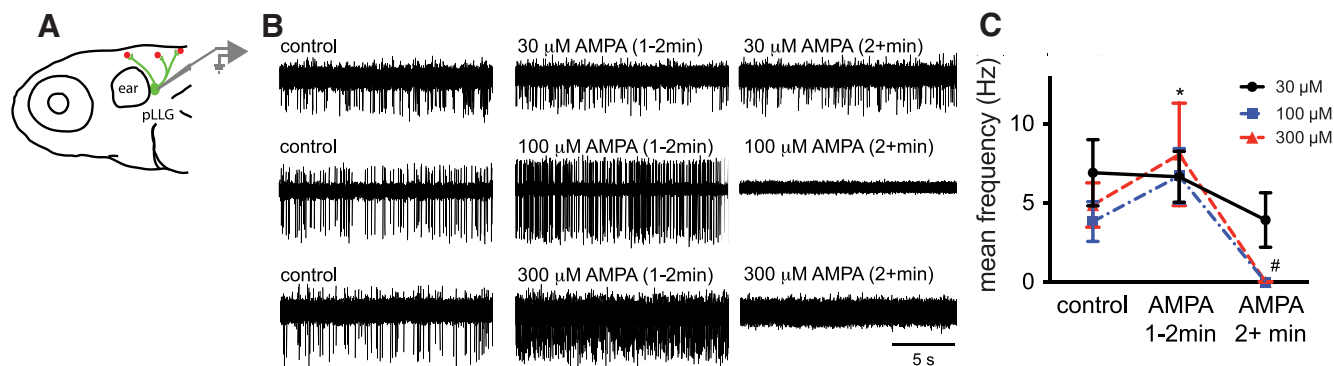 A
ear
pLLG
B
control
30 µM AMPA (1-2min)
30 µM AMPA (2+min)
control
100 µM AMPA (1-2min)
100 µM AMPA (2+min)
control
300 µM AMPA (1-2min)
300 µM AMPA (2+min)
5 s
C
mean frequency (Hz)
10
5
0
*
#
30 µM
100 µM
300 µM
control
AMPA
1-2min
AMPA
2+ min